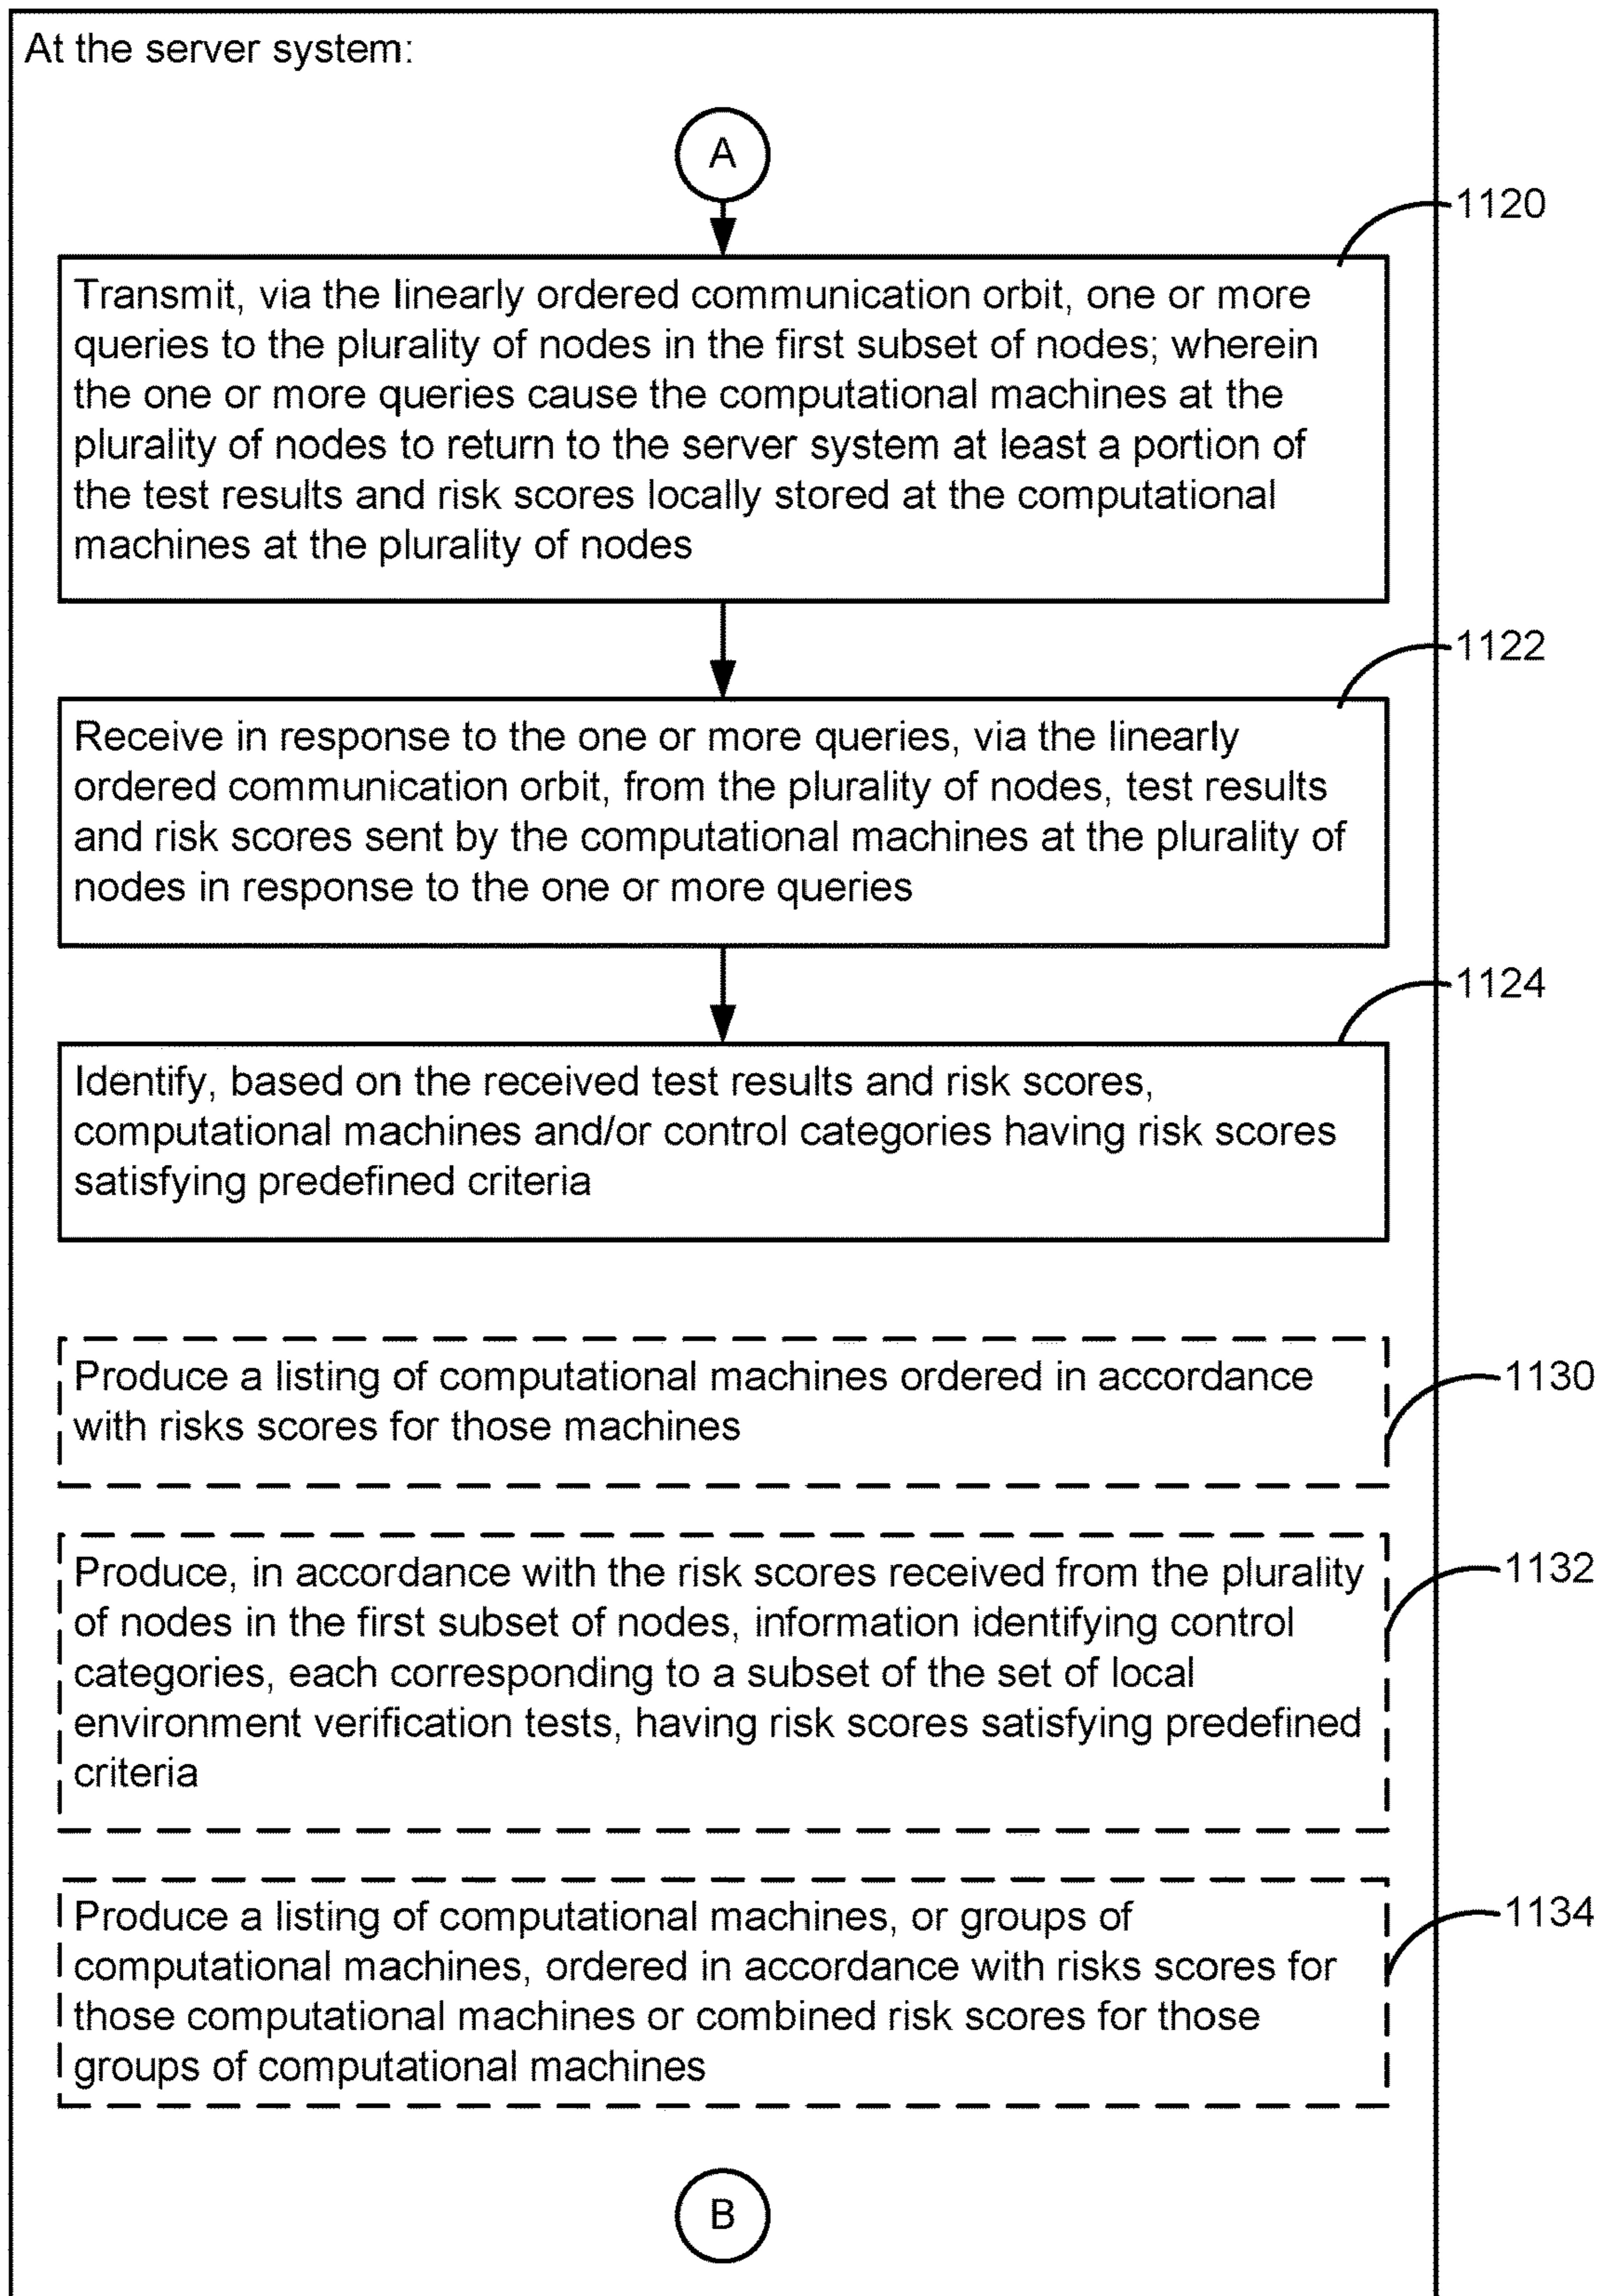 At the server system:
A
1120
Transmit, via the linearly ordered communication orbit, one or more
queries to the plurality of nodes in the first subset of nodes; wherein
the one or more queries cause the computational machines at the
plurality of nodes to return to the server system at least a portion of
the test results and risk scores locally stored at the computational
machines at the plurality of nodes
1122
Receive in response to the one or more queries, via the linearly
ordered communication orbit, from the plurality of nodes, test results
and risk scores sent by the computational machines at the plurality of
nodes in response to the one or more queries
1124
Identify, based on the received test results and risk scores,
computational machines and/or control categories having risk scores
satisfying predefined criteria
1130
Produce a listing of computational machines ordered in accordance
with risks scores for those machines
1132
Produce, in accordance with the risk scores received from the plurality
of nodes in the first subset of nodes, information identifying control
categories, each corresponding to a subset of the set of local
environment verification tests, having risk scores satisfying predefined
criteria
1134
Produce a listing of computational machines, or groups of
computational machines, ordered in accordance with risks scores for
those computational machines or combined risk scores for those
groups of computational machines
B